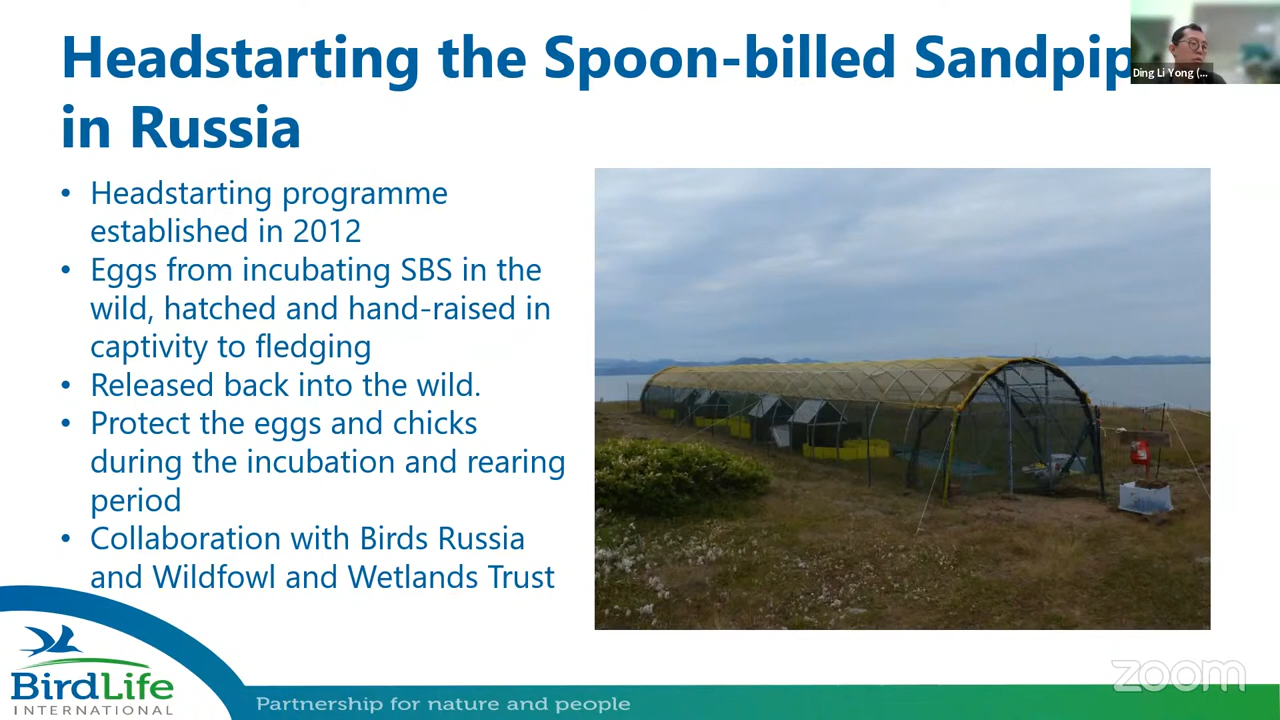 Headstarting the Spoon-billed Sandpip
in Russia
Ding Li Yong (...
• Headstarting programme
established in 2012
• Eggs from incubating SBS in the
wild, hatched and hand-raised in
captivity to fledging
• Released back into the wild.
• Protect the eggs and chicks
during the incubation and rearing
period
• Collaboration with Birds Russia
and Wildfowl and Wetlands Trust
BirdLife
INTERNATIONAL
Partnership for nature and people
zoom